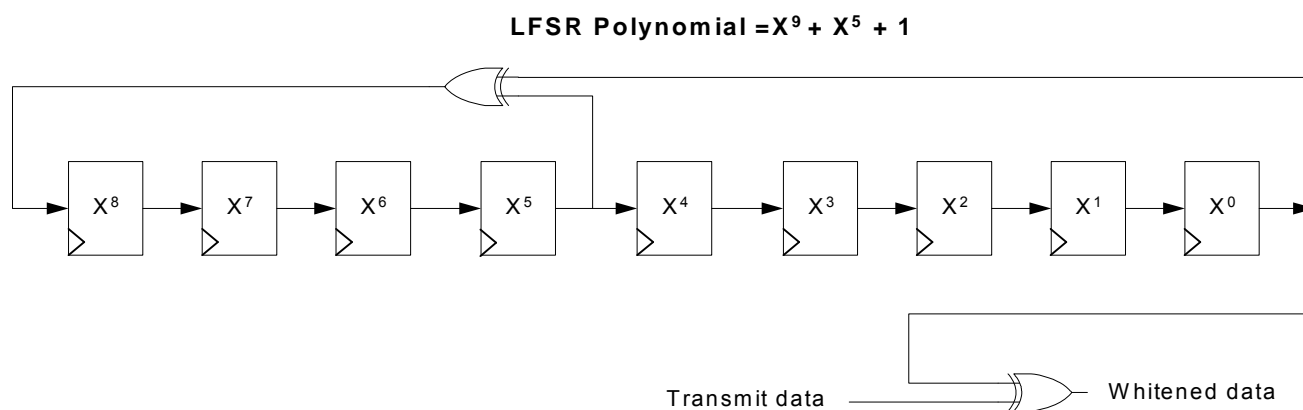 LFSR Polynomial =X⁹ + X⁵ + 1
X⁸ X⁷ X⁶ X⁵ X⁴ X³ X² X¹ X⁰
Transmit data
Whitened data